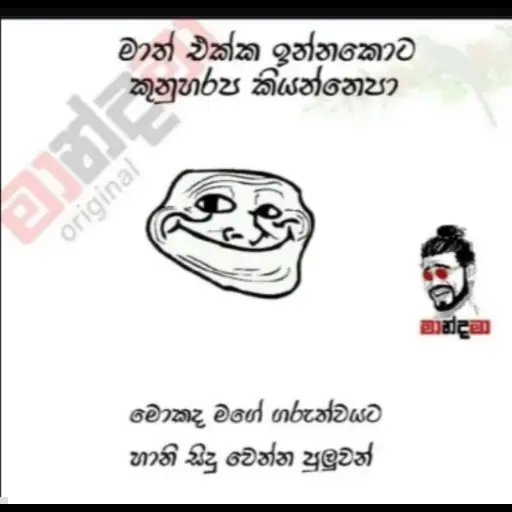 මාත් එක්ක ඉන්නකොට
කුනුහරප කියන්නෙපා
මාන්දමා
original
මාන්දමා
මොකද මගේ ගරුත්වයට
හානි සිදු වෙන්න පුලුවන්